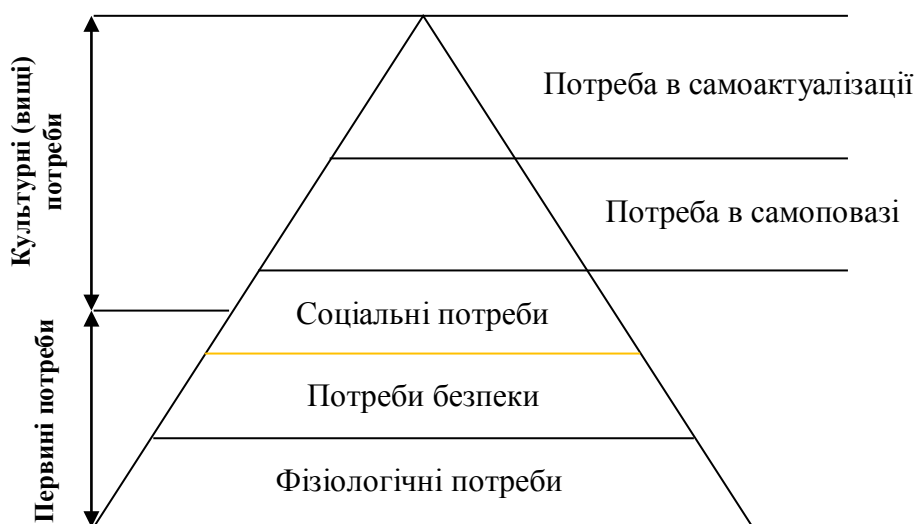 Культурні (вищі)
потреби
Первині потреби
Потреба в самоактуалізації
Потреба в самоповазі
Соціальні потреби
Потреби безпеки
Фізіологічні потреби